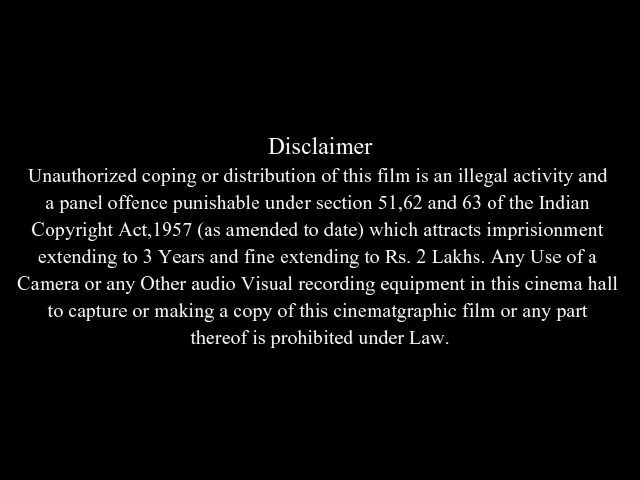 Disclaimer
Unauthorized coping or distribution of this film is an illegal activity and
a panel offence punishable under section 51,62 and 63 of the Indian
Copyright Act,1957 (as amended to date) which attracts imprisionment
extending to 3 Years and fine extending to Rs. 2 Lakhs. Any Use of a
Camera or any Other audio Visual recording equipment in this cinema hall
to capture or making a copy of this cinematgraphic film or any part
thereof is prohibited under Law.